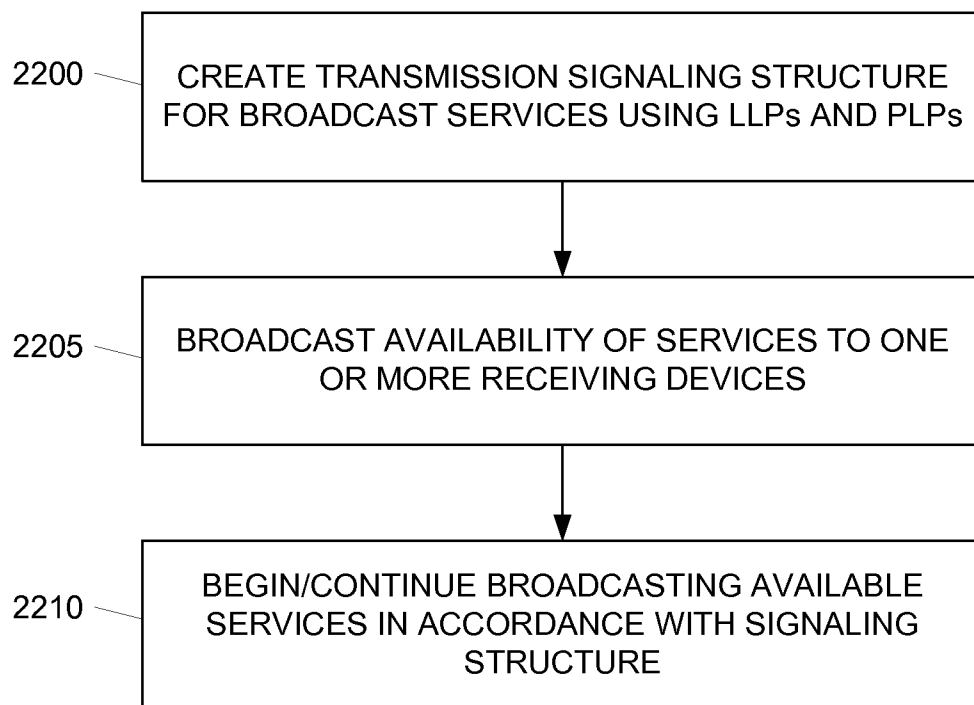 2200
CREATE TRANSMISSION SIGNALING STRUCTURE
FOR BROADCAST SERVICES USING LLPs AND PLPs
2205
BROADCAST AVAILABILITY OF SERVICES TO ONE
OR MORE RECEIVING DEVICES
2210
BEGIN/CONTINUE BROADCASTING AVAILABLE
SERVICES IN ACCORDANCE WITH SIGNALING
STRUCTURE